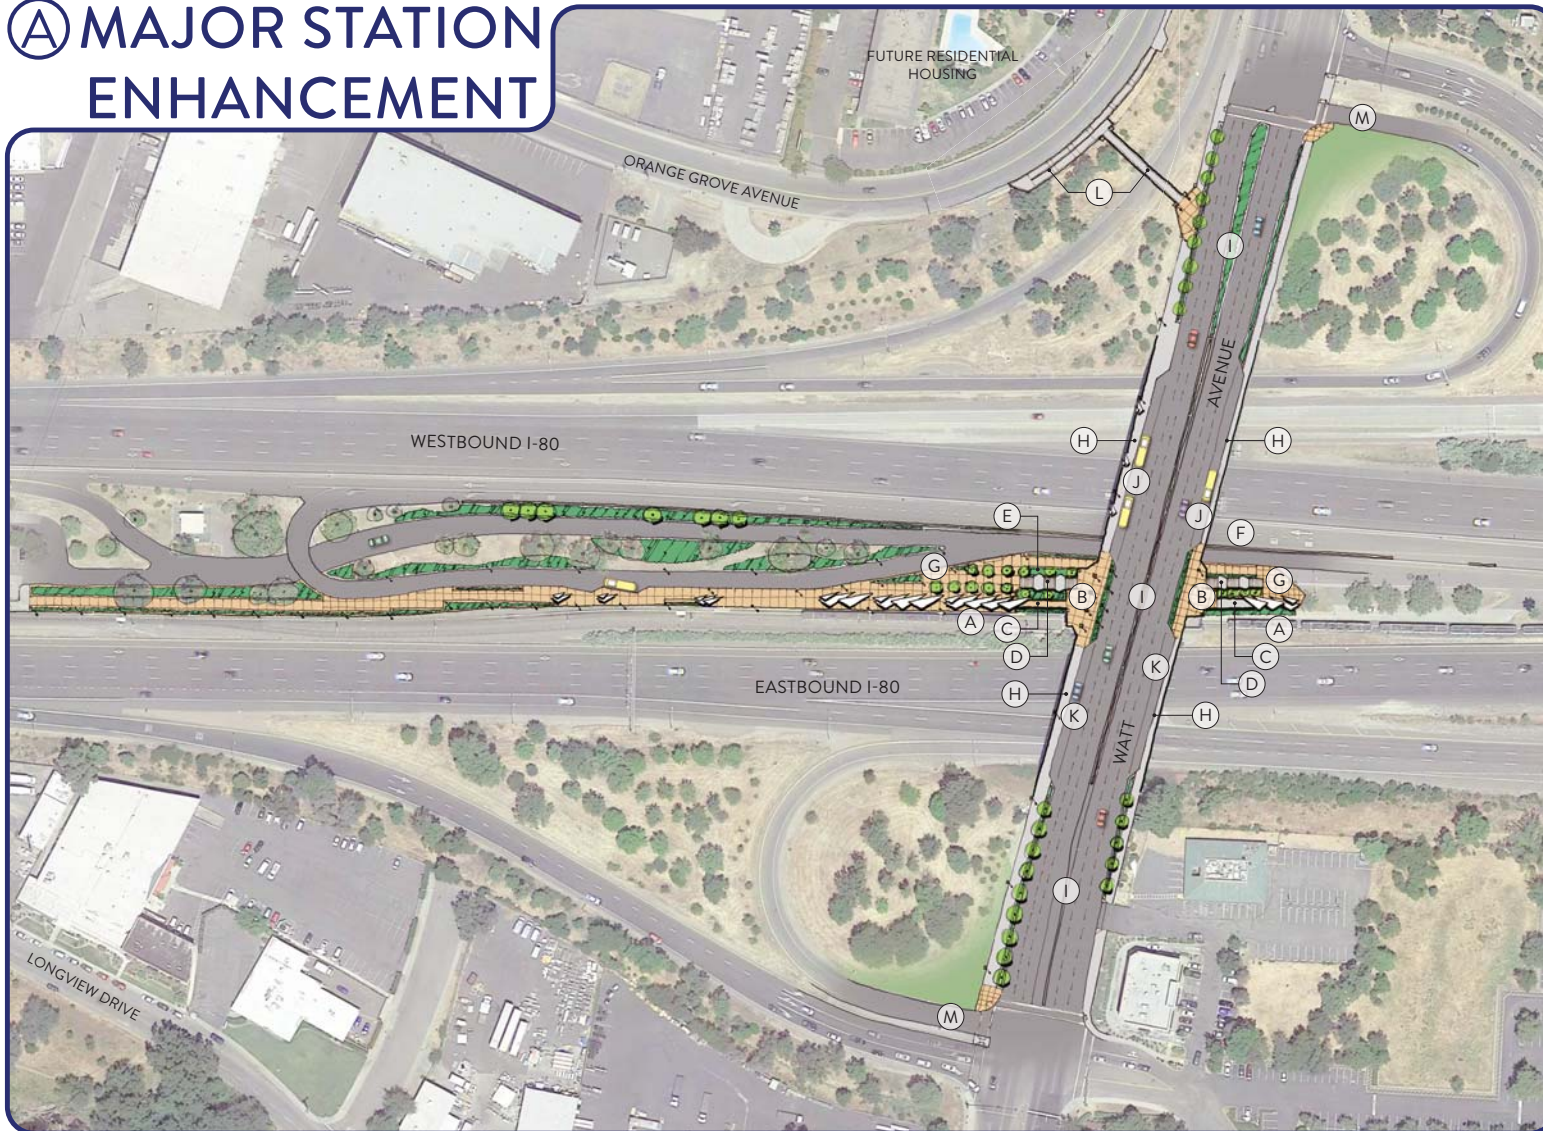 A MAJOR STATION
ENHANCEMENT
FUTURE RESIDENTIAL
HOUSING
M
ORANGE GROVE AVENUE
L
I
AVENUE
WESTBOUND I-80
H
H
J
E
J
F
G
G
B
I
B
A
C
A
D
K
C
D
EASTBOUND I-80
H
K
H
WATT
I
LONGVIEW DRIVE
M